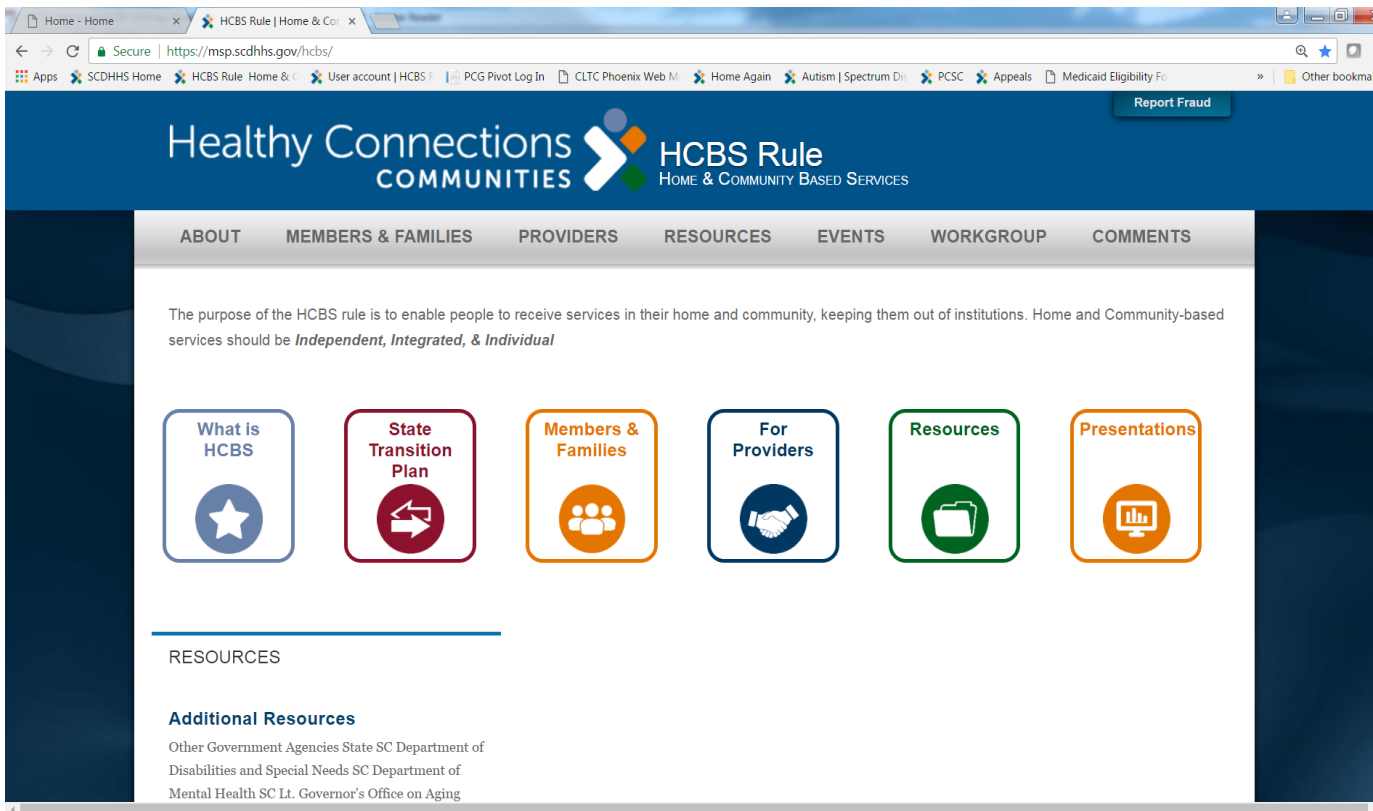 Home - Home
HCBS Rule | Home & Co
Secure | https://msp.scdhhs.gov/hcbs/
Apps SCDHHS Home HCBS Rule Home & C User account | HCBS R PCG Pivot Log In CLTC Phoenix Web M Home Again Autism | Spectrum Dis PCSC Appeals Medicaid Eligibility Fo » Other bookma
Report Fraud
Healthy Connections
COMMUNITIES
HCBS Rule
HOME & COMMUNITY BASED SERVICES
ABOUT MEMBERS & FAMILIES PROVIDERS RESOURCES EVENTS WORKGROUP COMMENTS
The purpose of the HCBS rule is to enable people to receive services in their home and community, keeping them out of institutions. Home and Community-based
services should be Independent, Integrated, & Individual
What is
HCBS
State
Transition
Plan
Members &
Families
For
Providers
Resources
Presentations
RESOURCES
Additional Resources
Other Government Agencies State SC Department of
Disabilities and Special Needs SC Department of
Mental Health SC Lt. Governor's Office on Aging